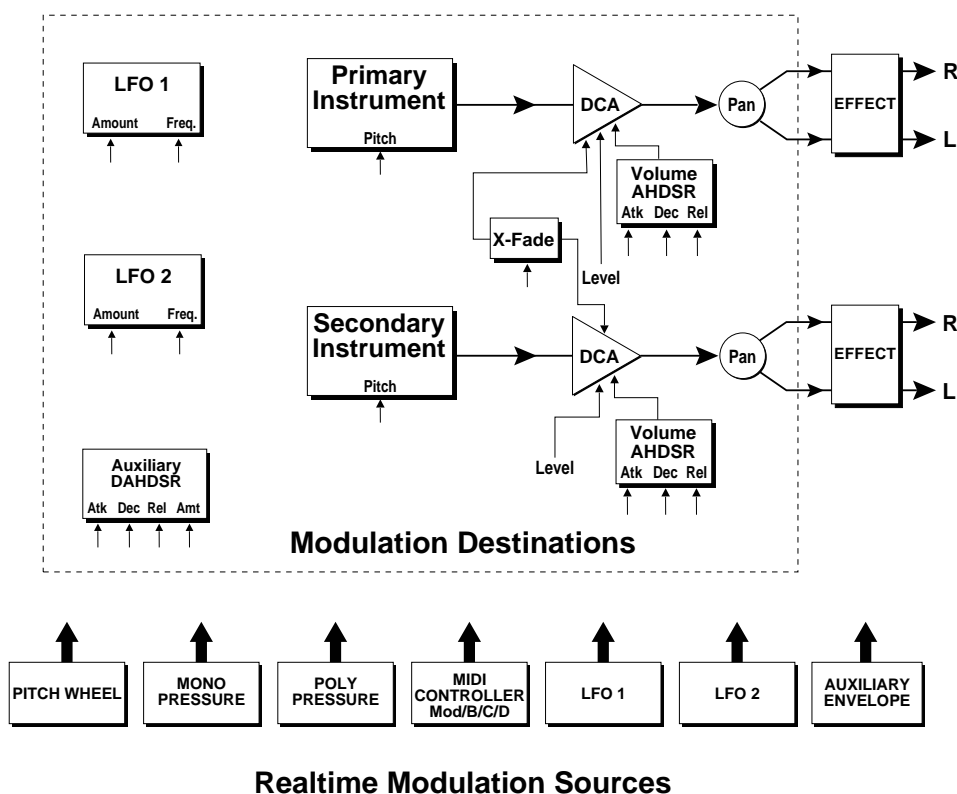 LFO 1
Amount Freq.
Primary
Instrument
Pitch
DCA
Pan
EFFECT
R
L
Volume
AHDSR
Atk Dec Rel
X-Fade
Level
LFO 2
Amount Freq.
Secondary
Instrument
Pitch
DCA
Pan
EFFECT
R
L
Level
Volume
AHDSR
Atk Dec Rel
Auxiliary
DAHDSR
Atk Dec Rel Amt
Modulation Destinations
PITCH WHEEL
MONO
PRESSURE
POLY
PRESSURE
MIDI
CONTROLLER
Mod/B/C/D
LFO 1
LFO 2
AUXILIARY
ENVELOPE
Realtime Modulation Sources